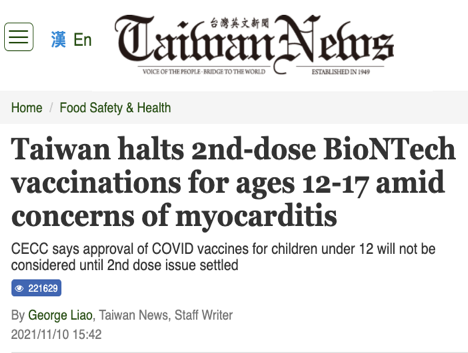 漢 En
台灣英文新聞
Taiwan News
VOICE OF THE PEOPLE · BRIDGE TO THE WORLD ESTABLISHED IN 1949
Home / Food Safety & Health
Taiwan halts 2nd-dose BioNTech
vaccinations for ages 12-17 amid
concerns of myocarditis
CECC says approval of COVID vaccines for children under 12 will not be
considered until 2nd dose issue settled
221629
By George Liao, Taiwan News, Staff Writer
2021/11/10 15:42